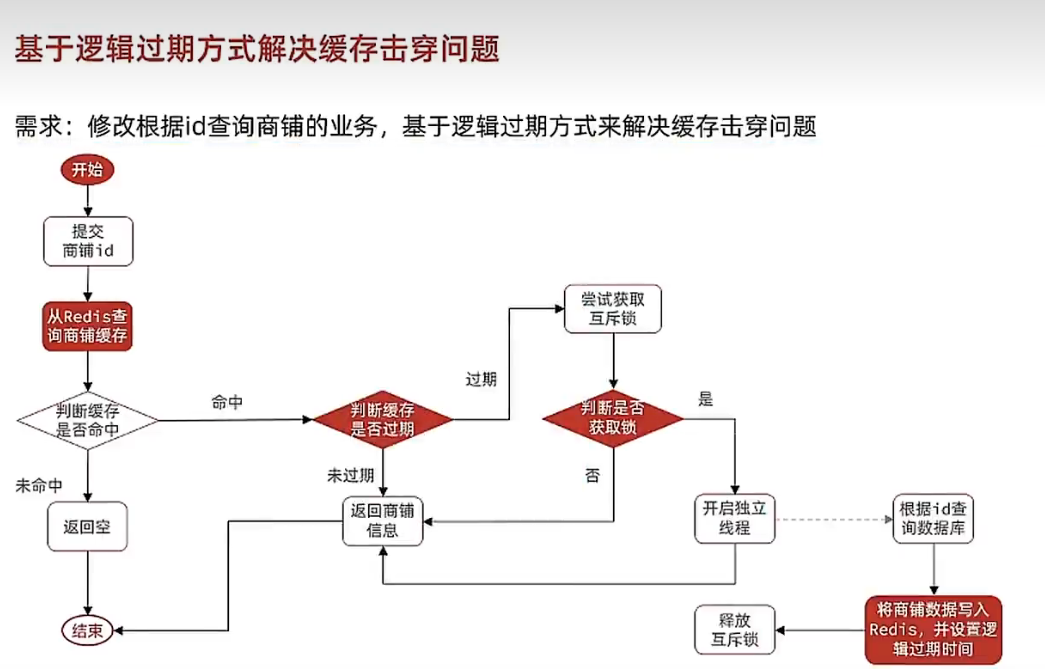 基于逻辑过期方式解决缓存击穿问题
需求：修改根据id查询商铺的业务，基于逻辑过期方式来解决缓存击穿问题
开始
提交
商铺id
从Redis查
询商铺缓存
判断缓存
是否命中
命中
未命中
返回空
结束
判断缓存
是否过期
过期
未过期
返回商铺
信息
尝试获取
互斥锁
判断是否
获取锁
是
否
开启独立
线程
根据id查
询数据库
将商铺数据写入
Redis，并设置逻
辑过期时间
释放
互斥锁